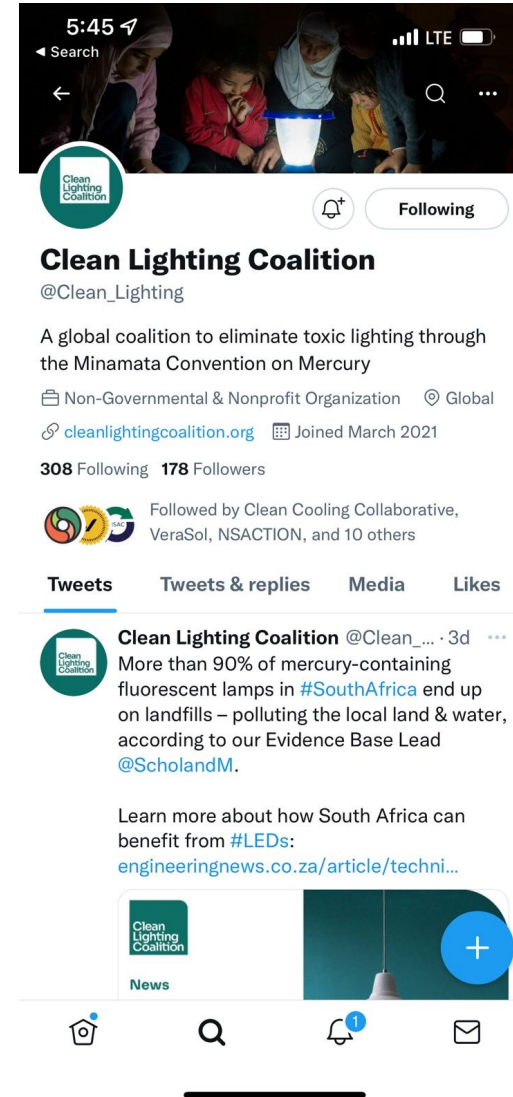 5:45
LTE
◄ Search
Clean
Lighting
Coalition
Following
Clean Lighting Coalition
@Clean_Lighting
A global coalition to eliminate toxic lighting through
the Minamata Convention on Mercury
Non-Governmental & Nonprofit Organization Global
cleanlightingcoalition.org Joined March 2021
308 Following 178 Followers
ISAC
Followed by Clean Cooling Collaborative,
VeraSol, NSACTION, and 10 others
Tweets Tweets & replies Media Likes
Clean
Lighting
Coalition
Clean Lighting Coalition @Clean_... · 3d
More than 90% of mercury-containing
fluorescent lamps in #SouthAfrica end up
on landfills – polluting the local land & water,
according to our Evidence Base Lead
@ScholandM.
Learn more about how South Africa can
benefit from #LEDs:
engineeringnews.co.za/article/techni...
Clean
Lighting
Coalition
News
1